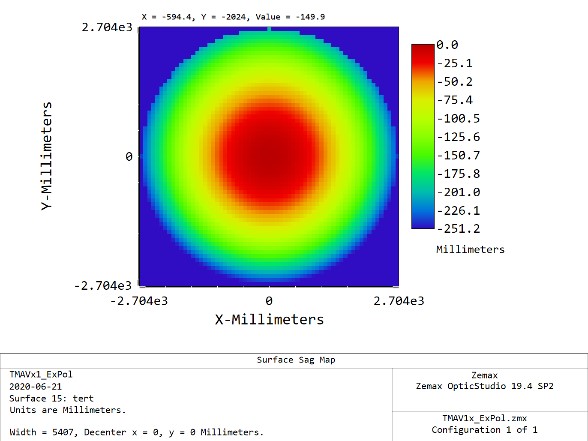 X = -594.4, Y = -2024, Value = -149.9
2.704e3
0
-2.704e3
Y-Millimeters
-2.704e3 0 2.704e3
X-Millimeters
0.0
-25.1
-50.2
-75.4
-100.5
-125.6
-150.7
-175.8
-201.0
-226.1
-251.2
Millimeters
Surface Sag Map
TMAVx1_ExPol
2020-06-21
Surface 15: tert
Units are Millimeters.
Width = 5407, Decenter x = 0, y = 0 Millimeters.
Zemax
Zemax OpticStudio 19.4 SP2
TMAV1x_ExPol.zmx
Configuration 1 of 1